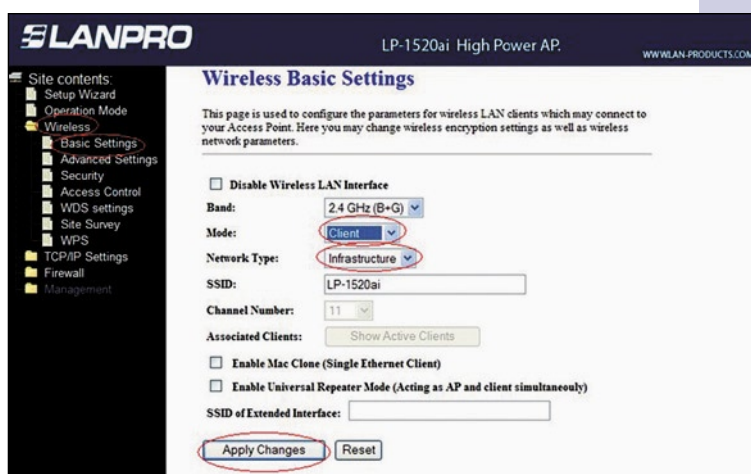 LANPRO
LP-1520ai High Power AP.
WWW.LAN-PRODUCTS.COM
Site contents:
Setup Wizard
Operation Mode
Wireless
Basic Settings
Advanced Settings
Security
Access Control
WDS settings
Site Survey
WPS
TCP/IP Settings
Firewall
Management
Wireless Basic Settings
This page is used to configure the parameters for wireless LAN clients which may connect to
your Access Point. Here you may change wireless encryption settings as well as wireless
network parameters.
Disable Wireless LAN Interface
Band: 2.4 GHz (B+G)
Mode: Client
Network Type: Infrastructure
SSID: LP-1520ai
Channel Number: 11
Associated Clients: Show Active Clients
Enable Mac Clone (Single Ethernet Client)
Enable Universal Repeater Mode (Acting as AP and client simultaneouly)
SSID of Extended Interface:
Apply Changes Reset